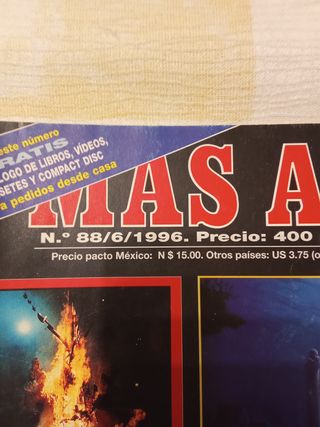 este número
GRATIS
LOGO DE LIBROS, VÍDEOS,
SETES Y COMPACT DISC
a pedidos desde casa
MAS A
N.º 88/6/1996. Precio: 400
Precio pacto México: N $ 15.00. Otros países: US 3.75 (o